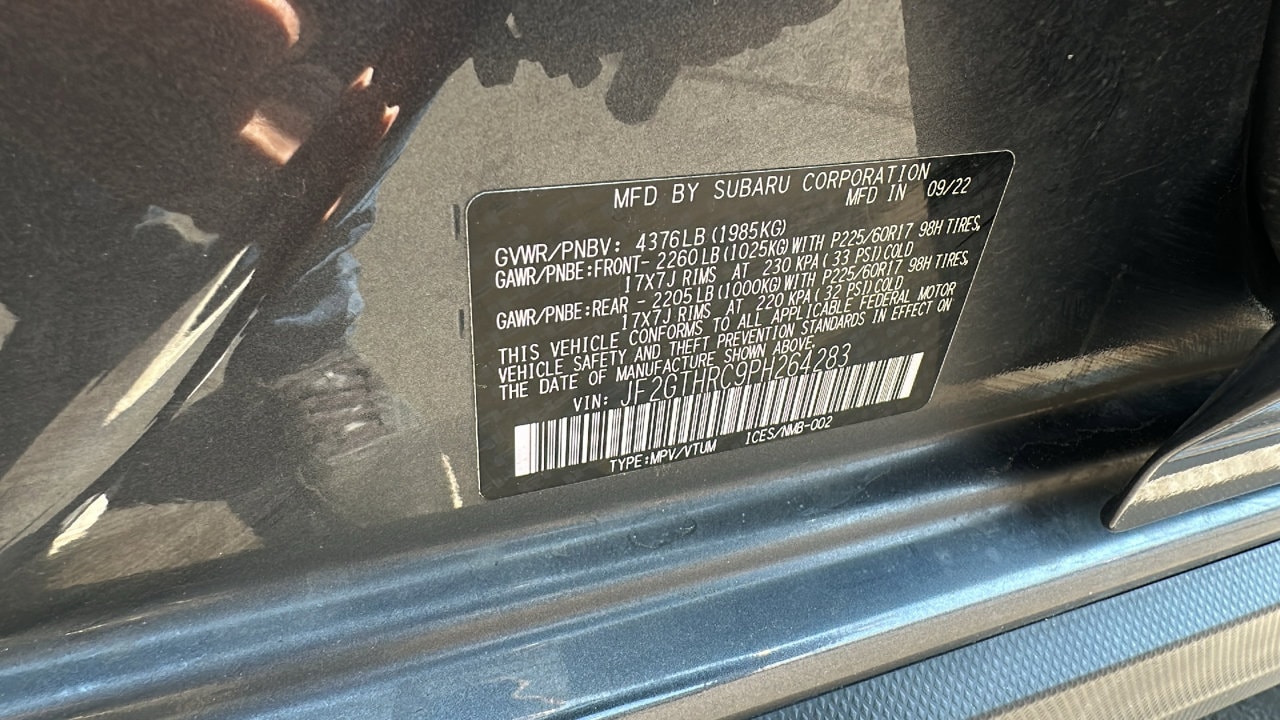 MFD BY SUBARU CORPORATION
MFD IN 09/22
GVWR/PNBV: 4376LB(1985KG)
GAWR/PNBE:FRONT- 2260LB(1025KG)WITH P225/60R17 98H TIRES,
17X7J RIMS AT 230 KPA(33 PSI)COLD
GAWR/PNBE:REAR - 2205LB(1000KG)WITH P225/60R17 98H TIRES,
17X7J RIMS AT 220 KPA(32 PSI)COLD
THIS VEHICLE CONFORMS TO ALL APPLICABLE FEDERAL MOTOR
VEHICLE SAFETY AND THEFT PREVENTION STANDARDS IN EFFECT ON
THE DATE OF MANUFACTURE SHOWN ABOVE.
VIN: JF2GTHRC9PH264283
TYPE:MPV/VTUM ICES/NMB-002